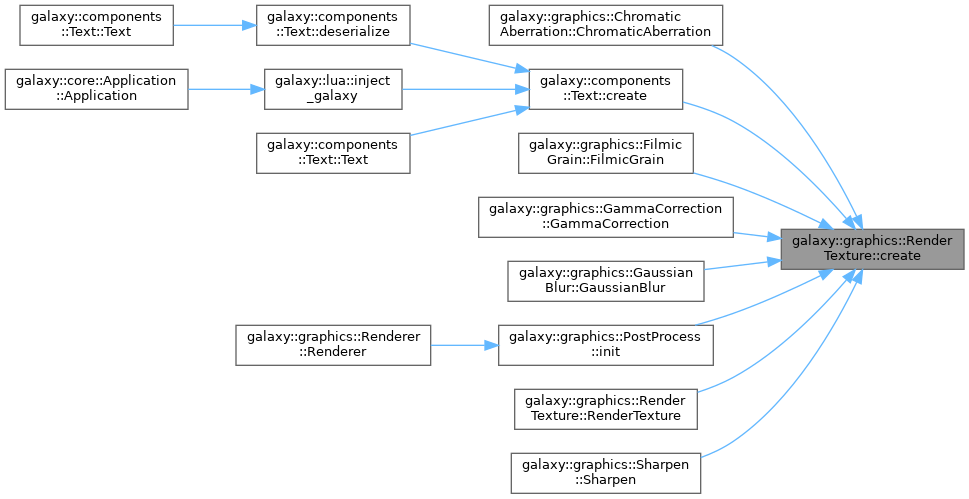 galaxy::components
::Text::Text
galaxy::components
::Text::deserialize
galaxy::graphics::Chromatic
Aberration::ChromaticAberration
galaxy::core::Application
::Application
galaxy::lua::inject
_galaxy
galaxy::components
::Text::create
galaxy::components
::Text::Text
galaxy::graphics::Filmic
Grain::FilmicGrain
galaxy::graphics::GammaCorrection
::GammaCorrection
galaxy::graphics::Render
Texture::create
galaxy::graphics::Gaussian
Blur::GaussianBlur
galaxy::graphics::Renderer
::Renderer
galaxy::graphics::PostProcess
::init
galaxy::graphics::Render
Texture::RenderTexture
galaxy::graphics::Sharpen
::Sharpen